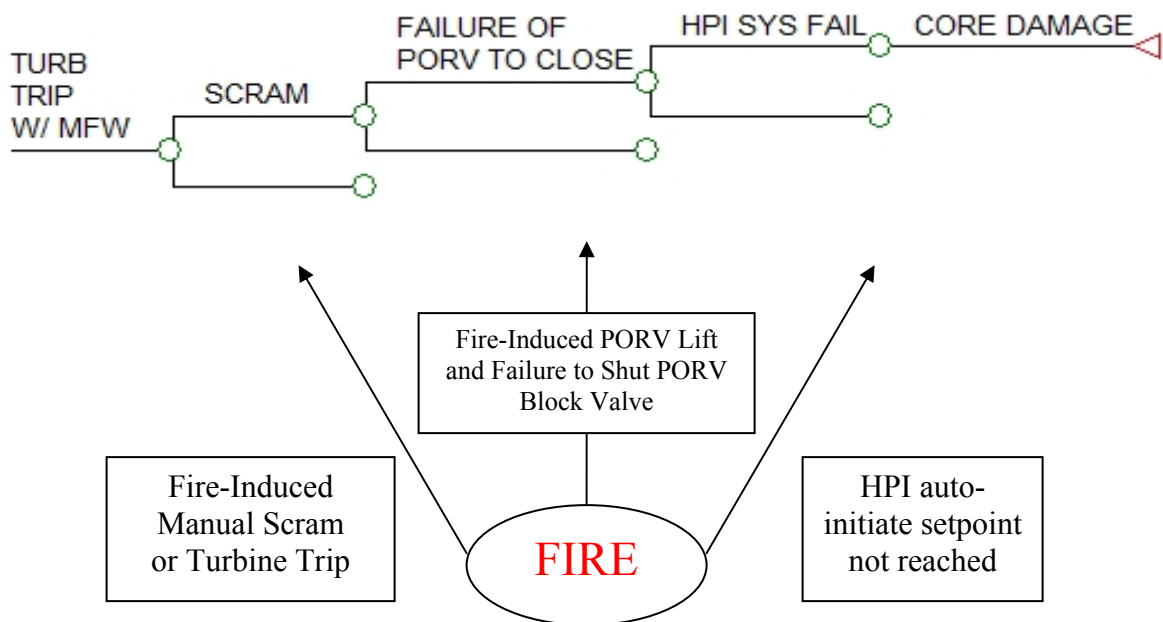 TURB
TRIP
W/ MFW
SCRAM
FAILURE OF
PORV TO CLOSE
HPI SYS FAIL
CORE DAMAGE
Fire-Induced PORV Lift
and Failure to Shut PORV
Block Valve
Fire-Induced
Manual Scram
or Turbine Trip
FIRE
HPI auto-
initiate setpoint
not reached